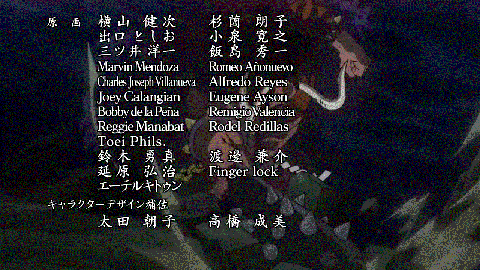 原 画 横山 健次 杉薗 朗子
出口 としお 小泉 寛之
三ツ井 洋一 飯島 秀一
Marvin Mendoza Romeo Añonuevo
Charles Joseph Villanueva Alfredo Reyes
Joey Calangian Eugene Ayson
Bobby de la Peña Remigio Valencia
Reggie Manabat Rodel Redillas
Toei Phils.
鈴木 勇真 渡邊 兼介
延原 弘治 Finger lock
エーテルキトゥン
キャラクターデザイン補佐
太田 朝子 高橋 成美